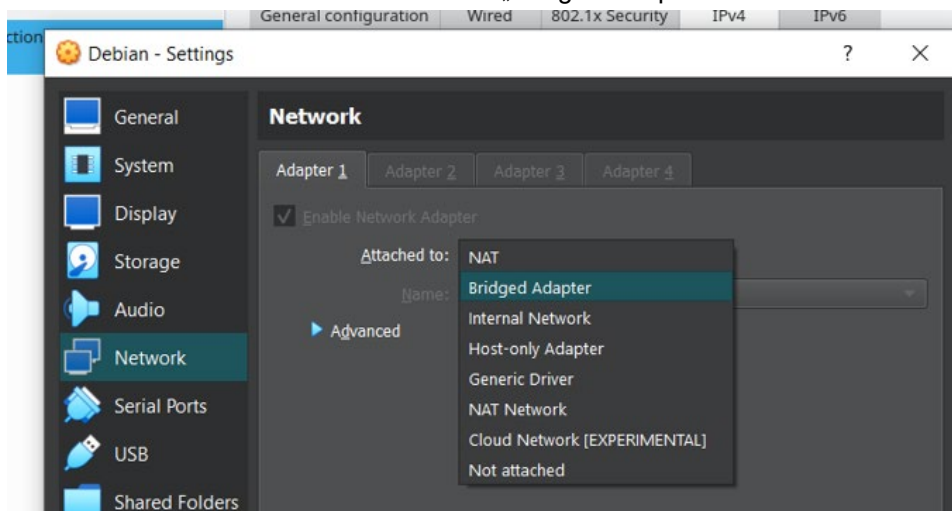 General configuration Wired 802.1x Security IPv4 IPv6
ction
Debian - Settings ? ×
General
Network
System
Adapter 1 Adapter 2 Adapter 3 Adapter 4
Display
Enable Network Adapter
Storage
Attached to: NAT
Name: Bridged Adapter
Audio
Internal Network
Advanced
Host-only Adapter
Network
Generic Driver
Serial Ports
NAT Network
Cloud Network [EXPERIMENTAL]
USB
Not attached
Shared Folders